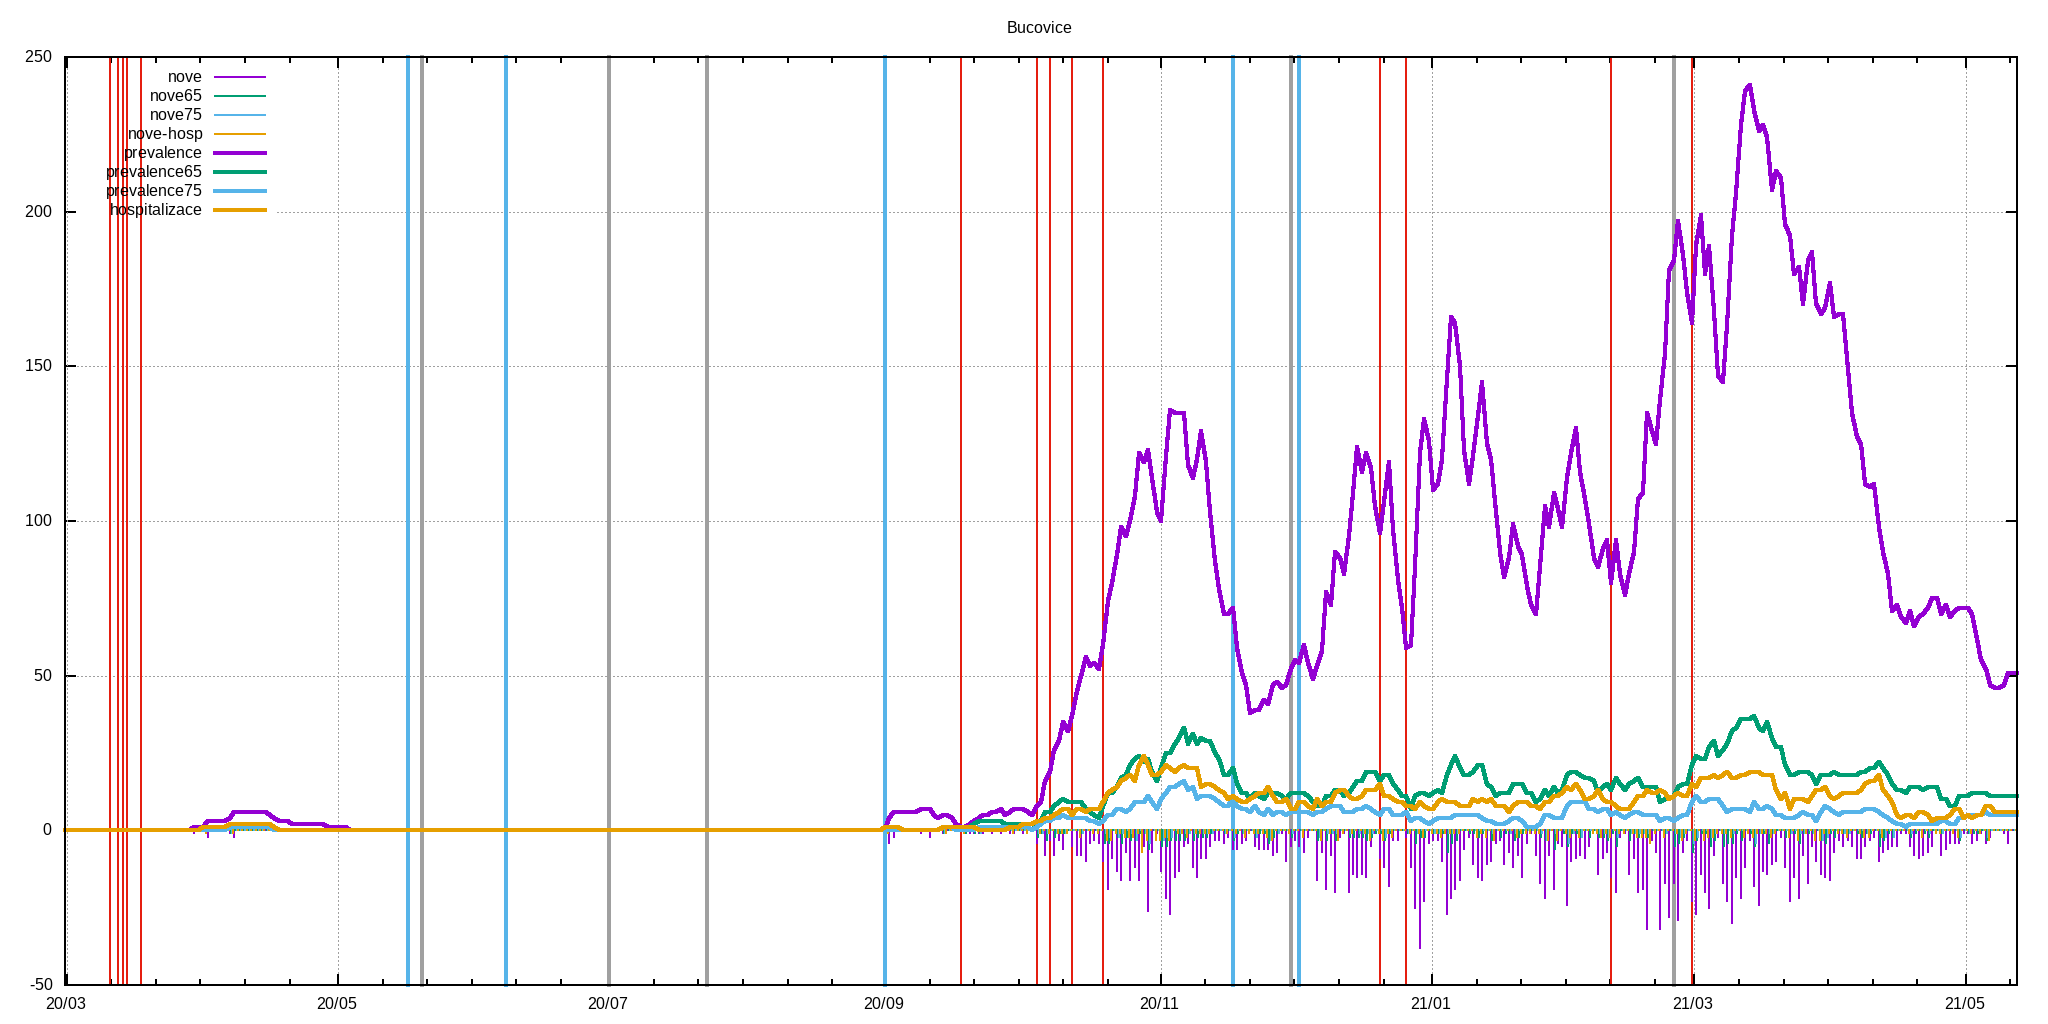 Bucovice
250
200
150
100
50
0
-50
nove
nove65
nove75
nove-hosp
prevalence
prevalence65
prevalence75
hospitalizace
20/03 20/05 20/07 20/09 20/11 21/01 21/03 21/05